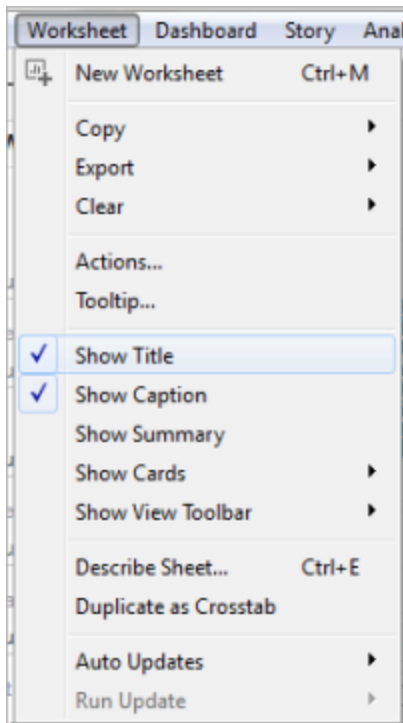 Worksheet Dashboard Story Anal
New Worksheet Ctrl+M
Copy
Export
Clear
Actions...
Tooltip...
Show Title
Show Caption
Show Summary
Show Cards
Show View Toolbar
Describe Sheet... Ctrl+E
Duplicate as Crosstab
Auto Updates
Run Update